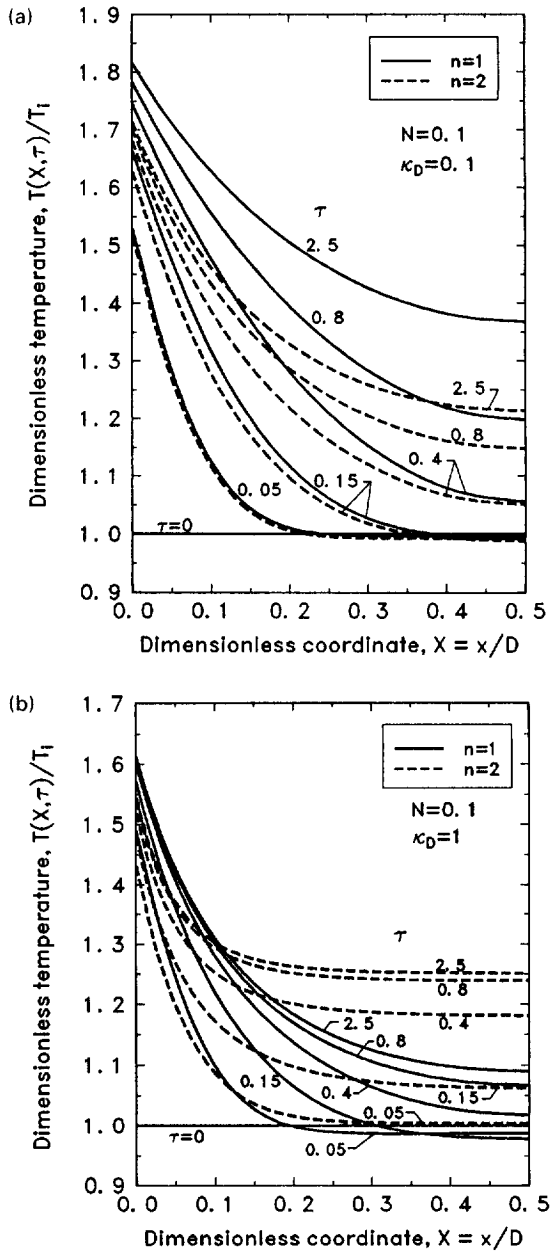 (a)
1. 9
1. 8
1. 7
1. 6
1. 5
1. 4
1. 3
1. 2
1. 1
1. 0
0. 9
Dimensionless temperature, T(X,τ)/Ti
n=1
n=2
N=0. 1
κD=0. 1
τ
2. 5
0. 8
2. 5
0. 8
0. 4
0. 15
0. 05
τ=0
0. 0 0. 1 0. 2 0. 3 0. 4 0. 5
Dimensionless coordinate, X = x/D
(b)
1. 7
1. 6
1. 5
1. 4
1. 3
1. 2
1. 1
1. 0
0. 9
Dimensionless temperature, T(X,τ)/Ti
n=1
n=2
N=0. 1
κD=1
τ
2. 5
0. 8
0. 4
2. 5
0. 8
0. 15
0. 4
0. 15
0. 05
τ=0
0. 05
0. 0 0. 1 0. 2 0. 3 0. 4 0. 5
Dimensionless coordinate, X = x/D